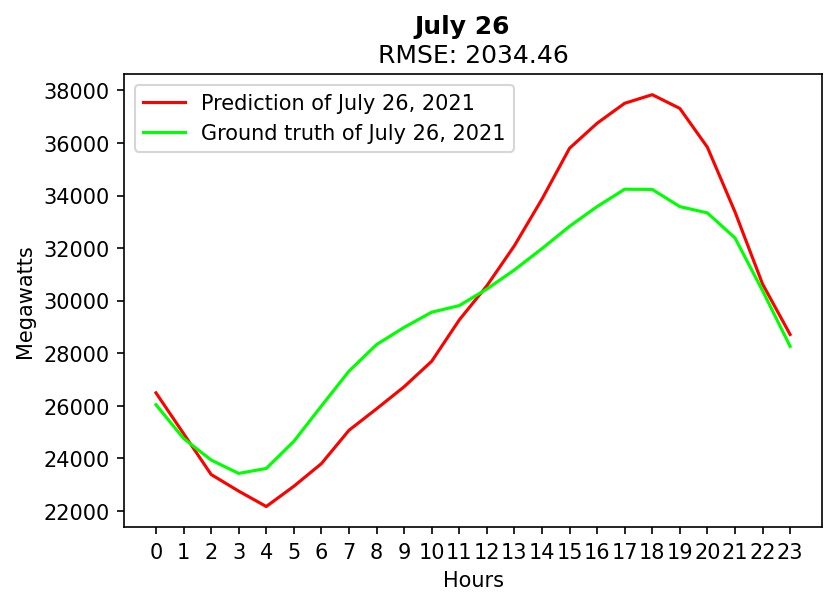 July 26
RMSE: 2034.46
Prediction of July 26, 2021
Ground truth of July 26, 2021
38000
36000
34000
32000
30000
28000
26000
24000
22000
Megawatts
0 1 2 3 4 5 6 7 8 9 10 11 12 13 14 15 16 17 18 19 20 21 22 23
Hours